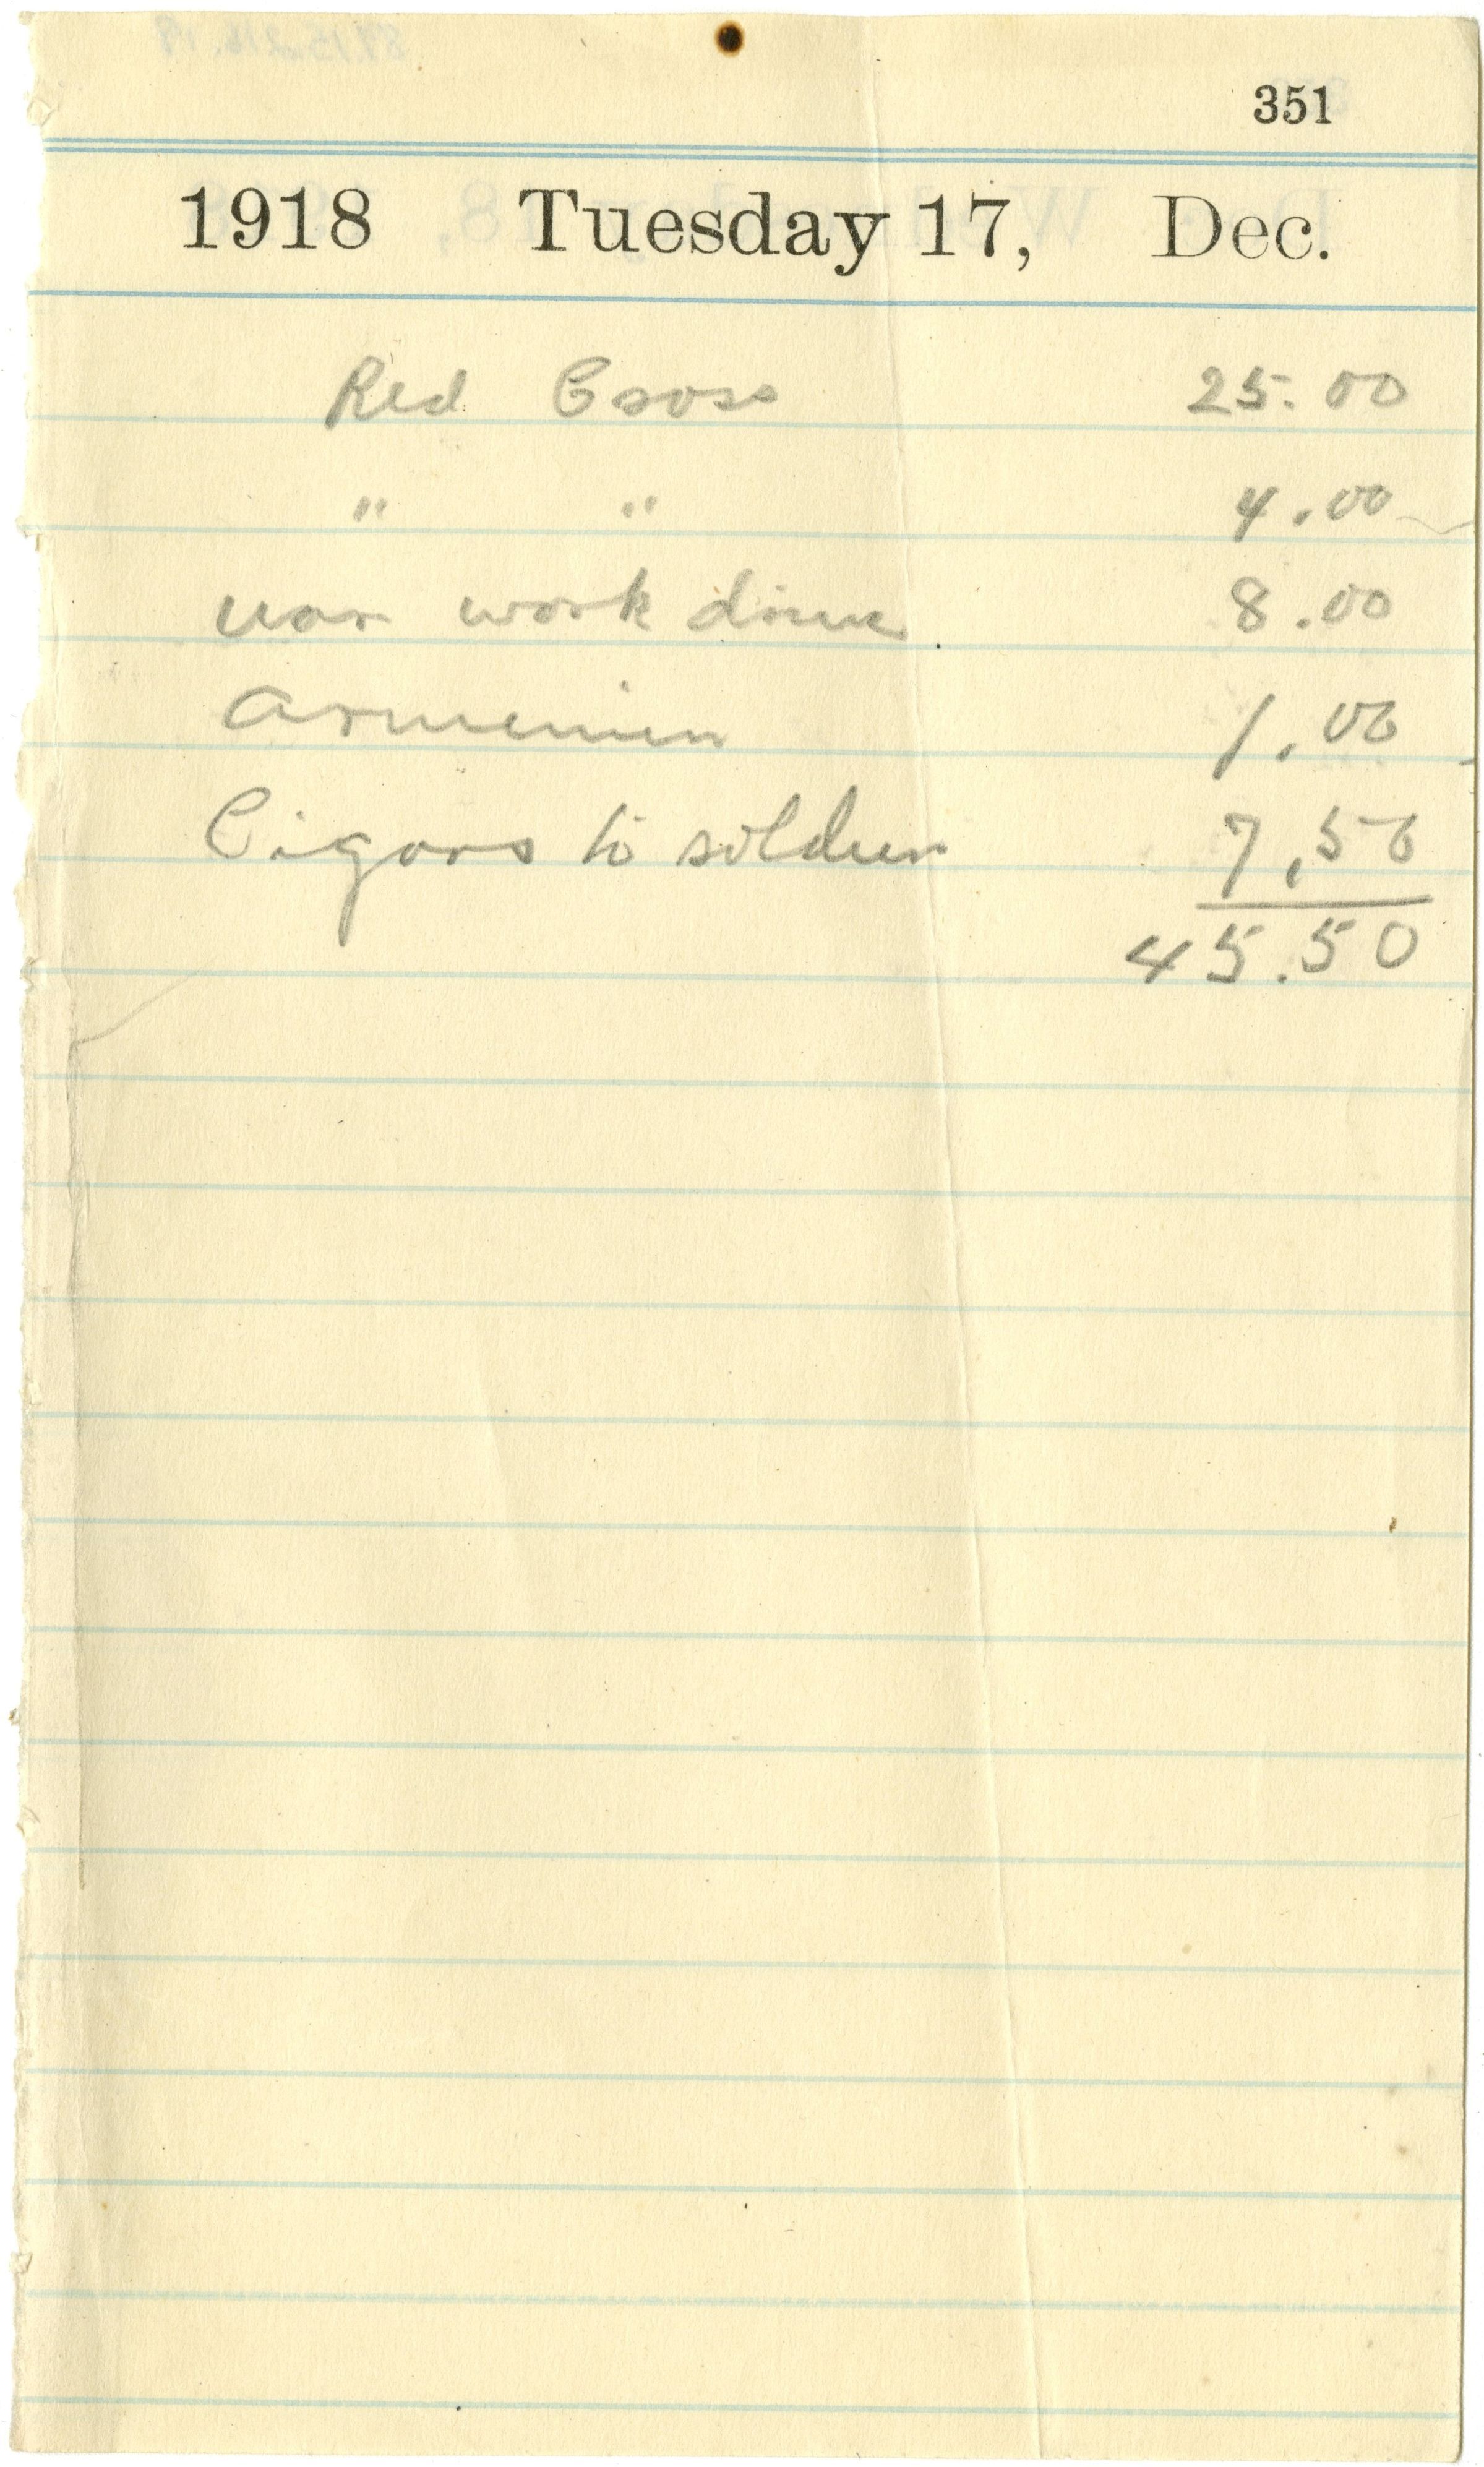 351
1918 Tuesday 17, Dec.
Red Cross 25.00
" " 4.00
war work drive 8.00
Armenien 1.00
Cigars to soldier 7,50
45.50